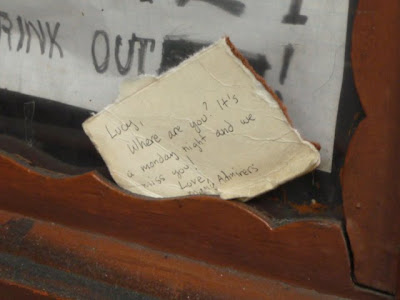 RINK OUT !
Lucy,
Where are you? It's
a monday night and we
miss you!
Love,
Admirers